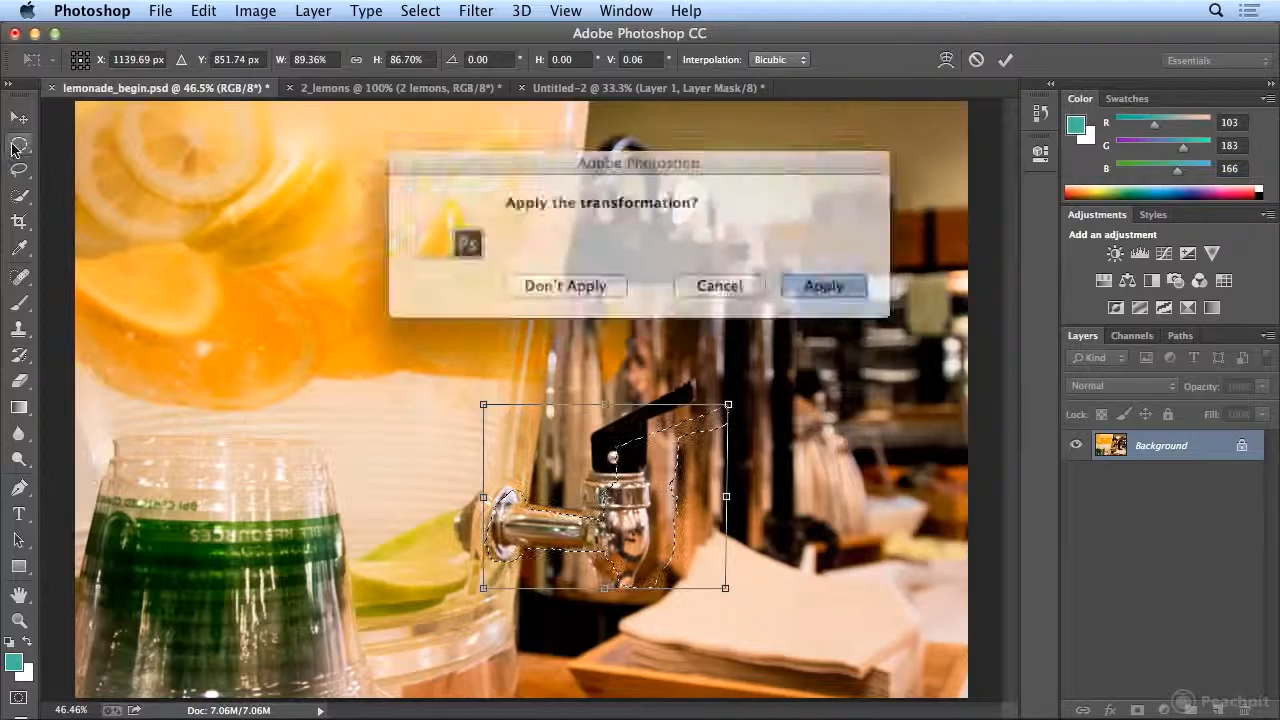 Photoshop File Edit Image Layer Type Select Filter 3D View Window Help
Adobe Photoshop CC
X: 1139.69 px Y: 851.74 px W: 89.36% H: 86.70% 0.00 ° H: 0.00 ° V: 0.06 ° Interpolation: Bicubic Essentials
lemonade_begin.psd @ 46.5% (RGB/8*) * 2_lemons @ 100% (2 lemons, RGB/8*) * Untitled-2 @ 33.3% (Layer 1, Layer Mask/8) *
Color Swatches
R 103
G 183
B 166
Adobe Photoshop
Apply the transformation?
Ps
Don't Apply Cancel Apply
Adjustments Styles
Add an adjustment
Layers Channels Paths
Kind
Normal Opacity:
Lock: Fill:
Background
46.46% Doc: 7.06M/7.06M
Peachpit